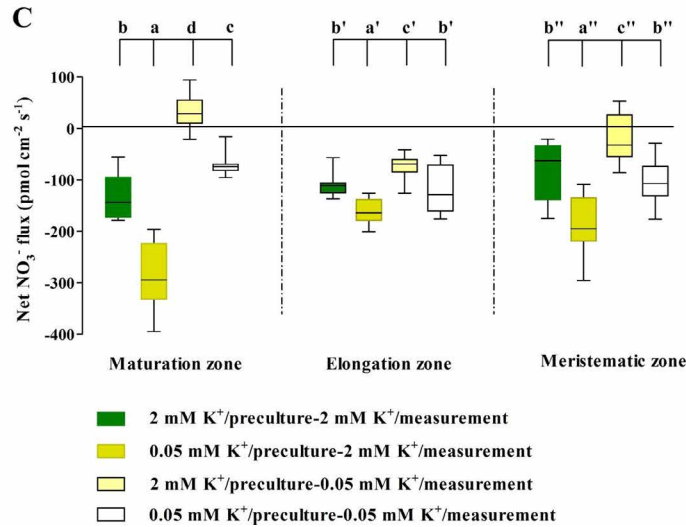 C
b a d c b' a' c' b' b'' a'' c'' b''
100
0
-100
-200
-300
-400
Net NO₃⁻ flux (pmol cm⁻² s⁻¹)
Maturation zone Elongation zone Meristematic zone
2 mM K⁺/preculture-2 mM K⁺/measurement
0.05 mM K⁺/preculture-2 mM K⁺/measurement
2 mM K⁺/preculture-0.05 mM K⁺/measurement
0.05 mM K⁺/preculture-0.05 mM K⁺/measurement